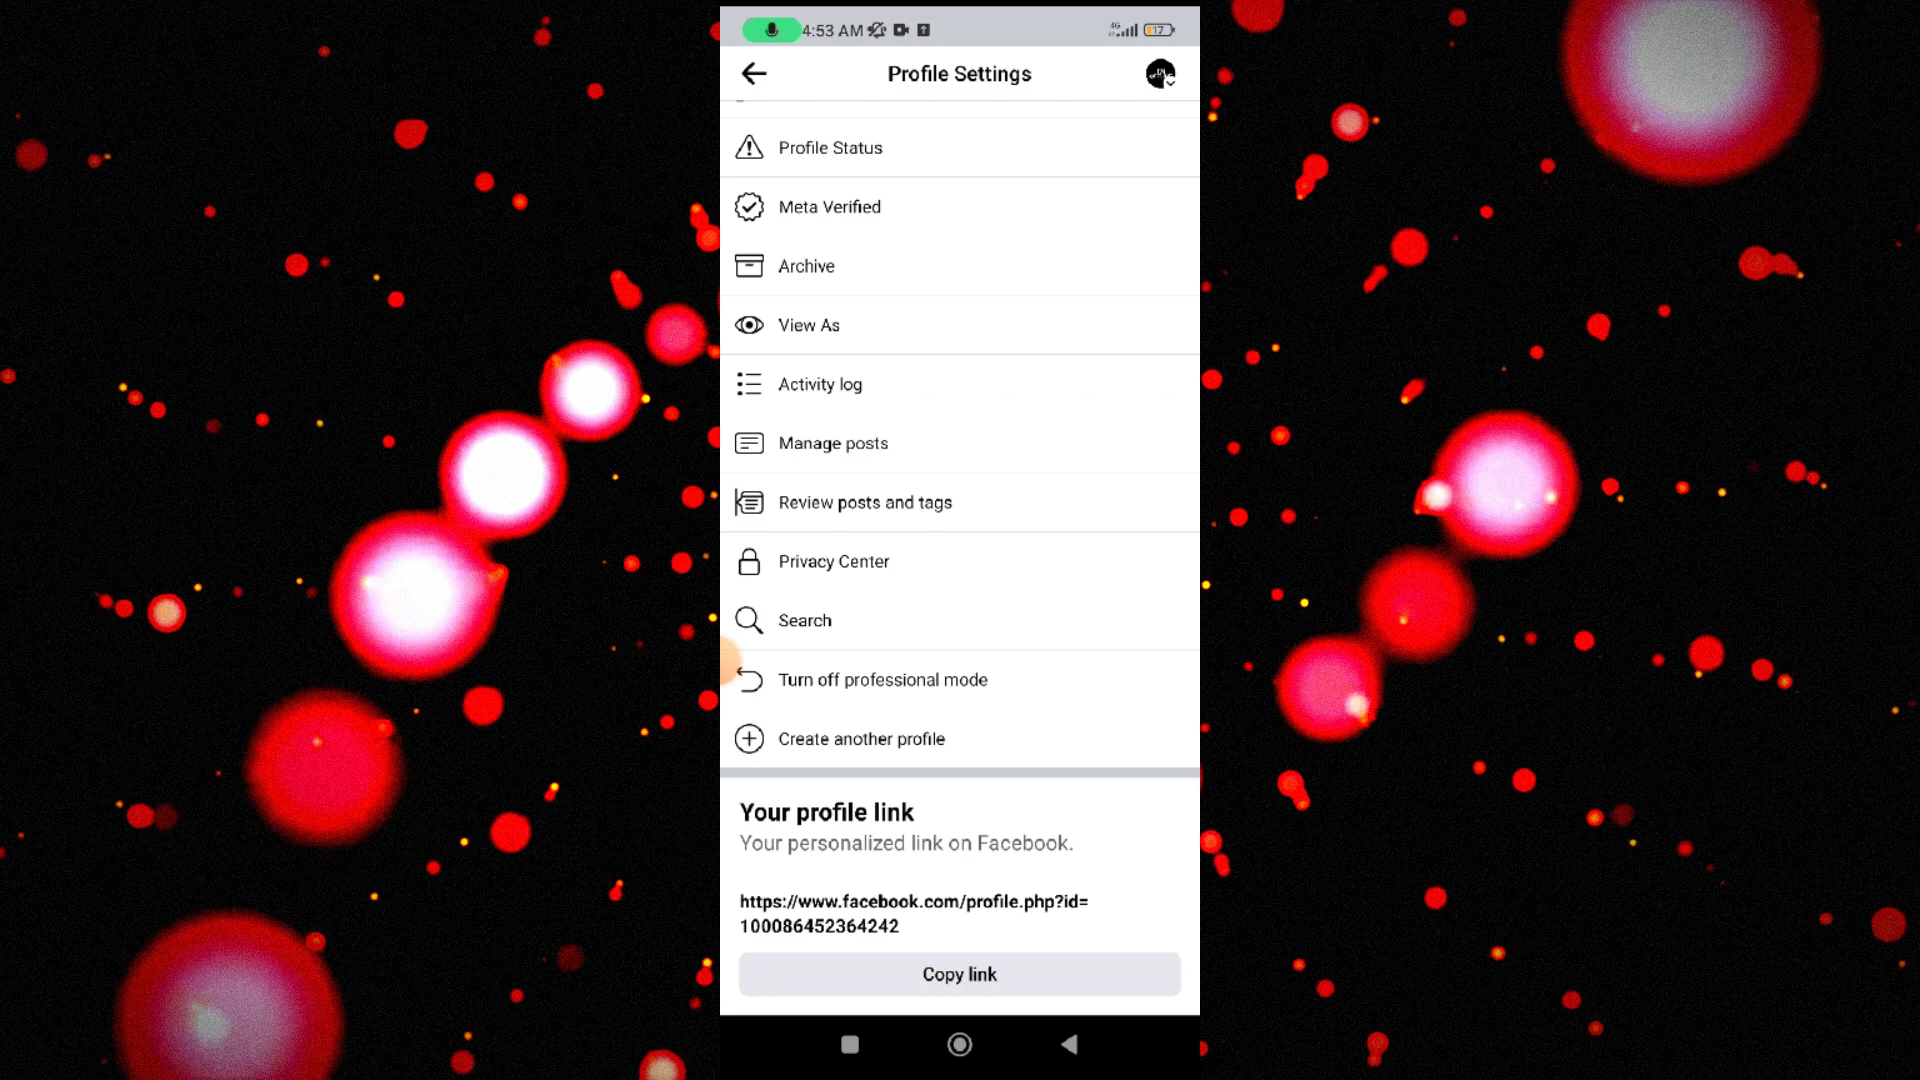 4:53 AM
4G
17
Profile Settings
Profile Status
Meta Verified
Archive
View As
Activity log
Manage posts
Review posts and tags
Privacy Center
Search
Turn off professional mode
Create another profile
Your profile link
Your personalized link on Facebook.
https://www.facebook.com/profile.php?id=
100086452364242
Copy link